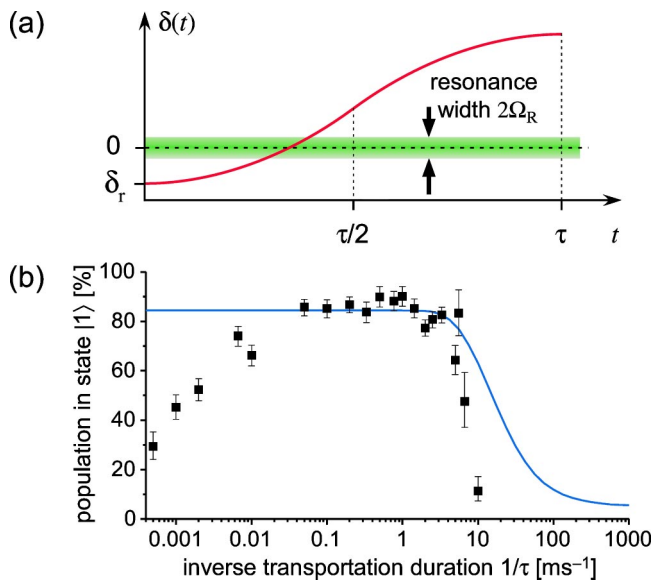 (a)
δ(t)
resonance
width 2Ω_R
0
δ_r
τ/2
τ
t
(b)
population in state |1⟩ [%]
100
80
60
40
20
0
0.001
0.01
0.1
1
10
100
1000
inverse transportation duration 1/τ [ms⁻¹]